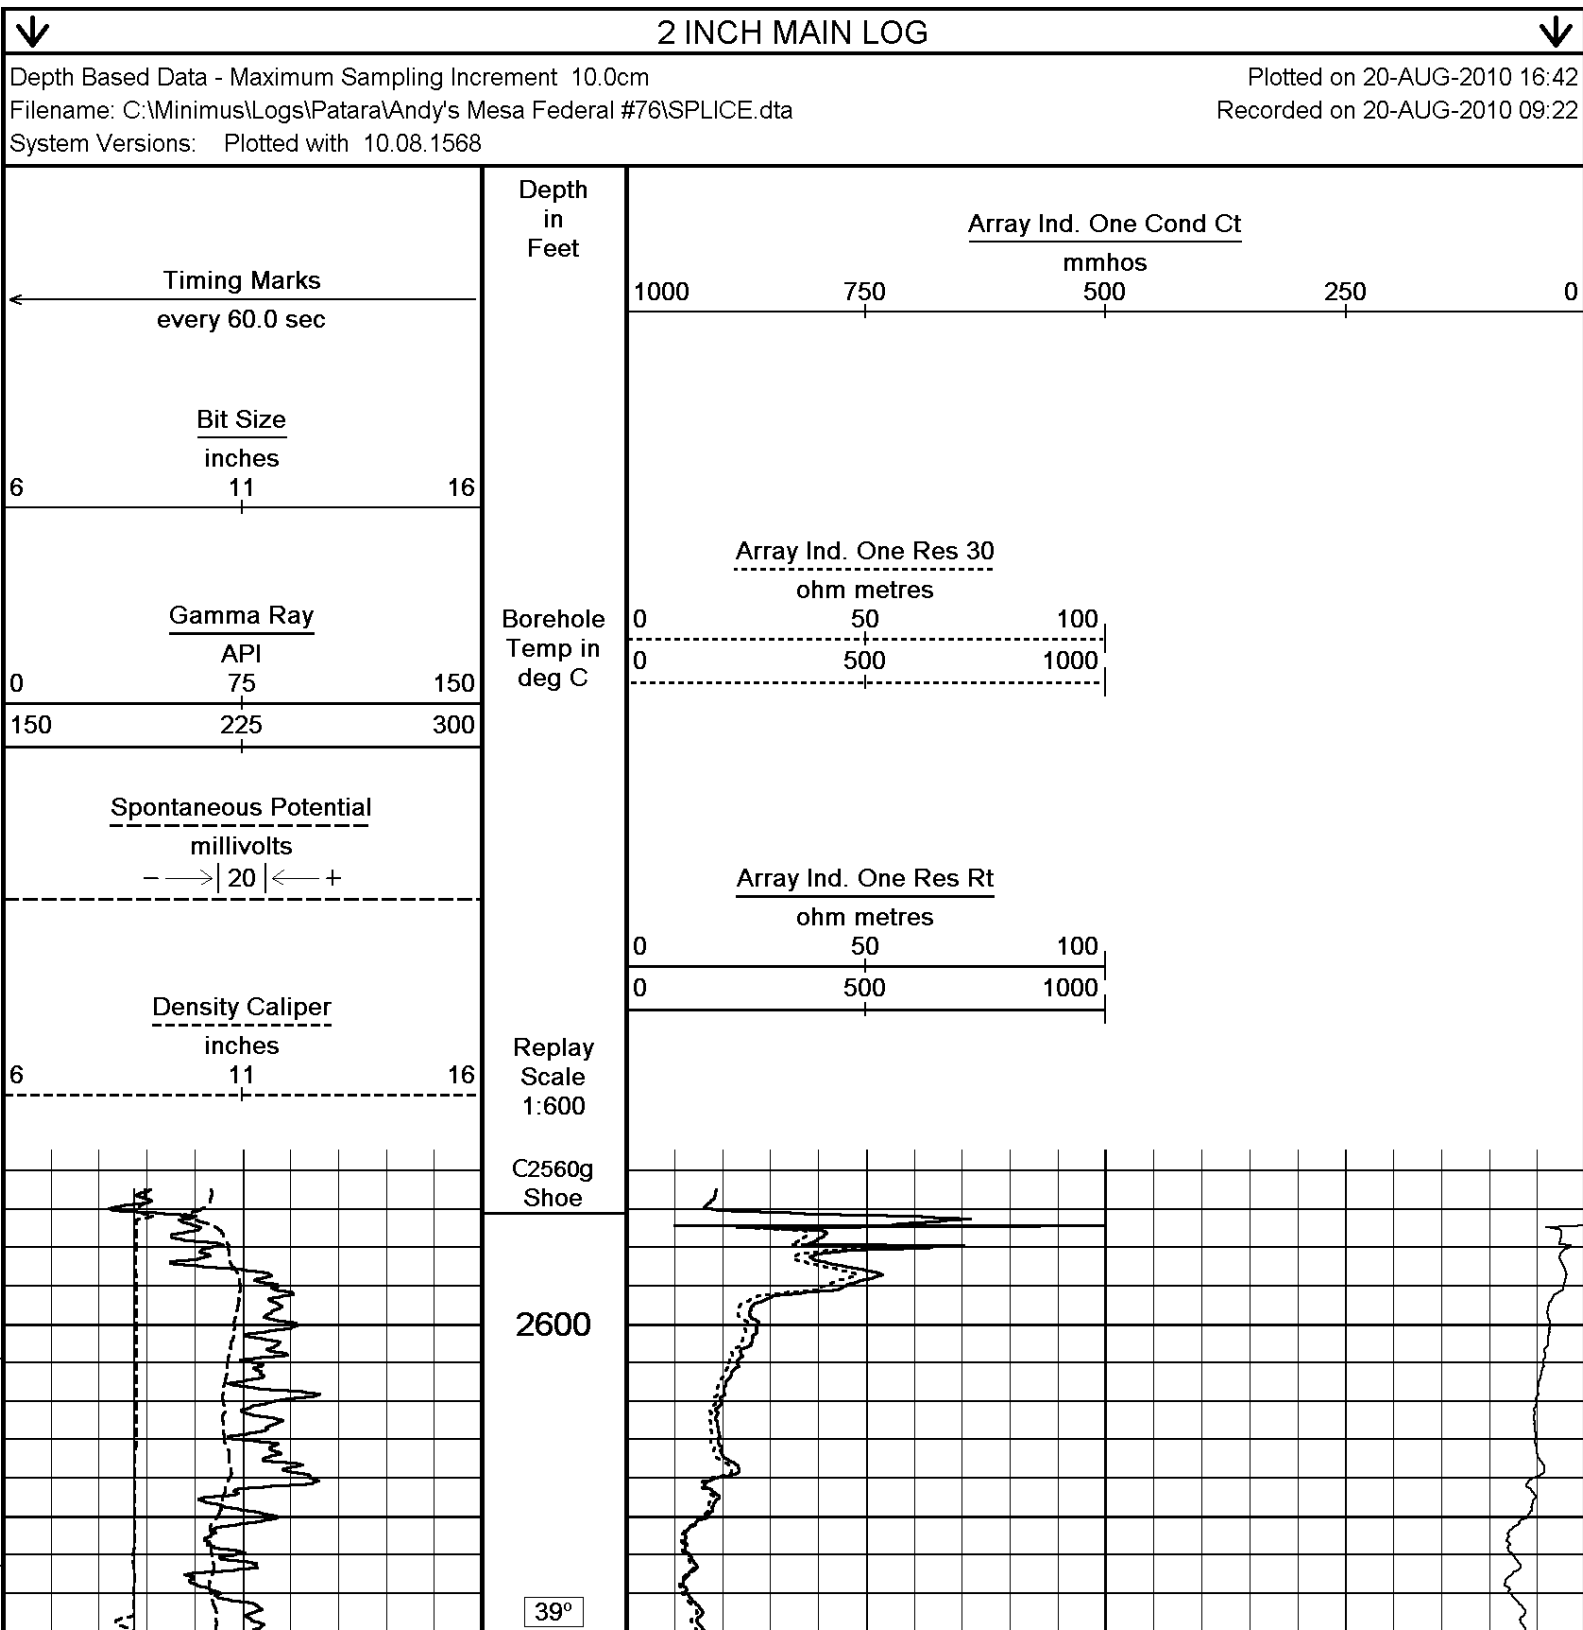 2 INCH MAIN LOG
Depth Based Data - Maximum Sampling Increment 10.0cm
Plotted on 20-AUG-2010 16:42
Filename: C:\Minimus\Logs\Patara\Andy's Mesa Federal #76\SPLICE.dta
Recorded on 20-AUG-2010 09:22
System Versions: Plotted with 10.08.1568
Timing Marks
every 60.0 sec
Bit Size
inches
6 11 16
Gamma Ray
API
0 75 150
150 225 300
Spontaneous Potential
millivolts
− 20 +
Density Caliper
inches
6 11 16
Depth
in
Feet
Borehole
Temp in
deg C
Replay
Scale
1:600
C2560g
Shoe
2600
39º
Array Ind. One Cond Ct
mmhos
1000 750 500 250 0
Array Ind. One Res 30
ohm metres
0 50 100
0 500 1000
Array Ind. One Res Rt
ohm metres
0 50 100
0 500 1000